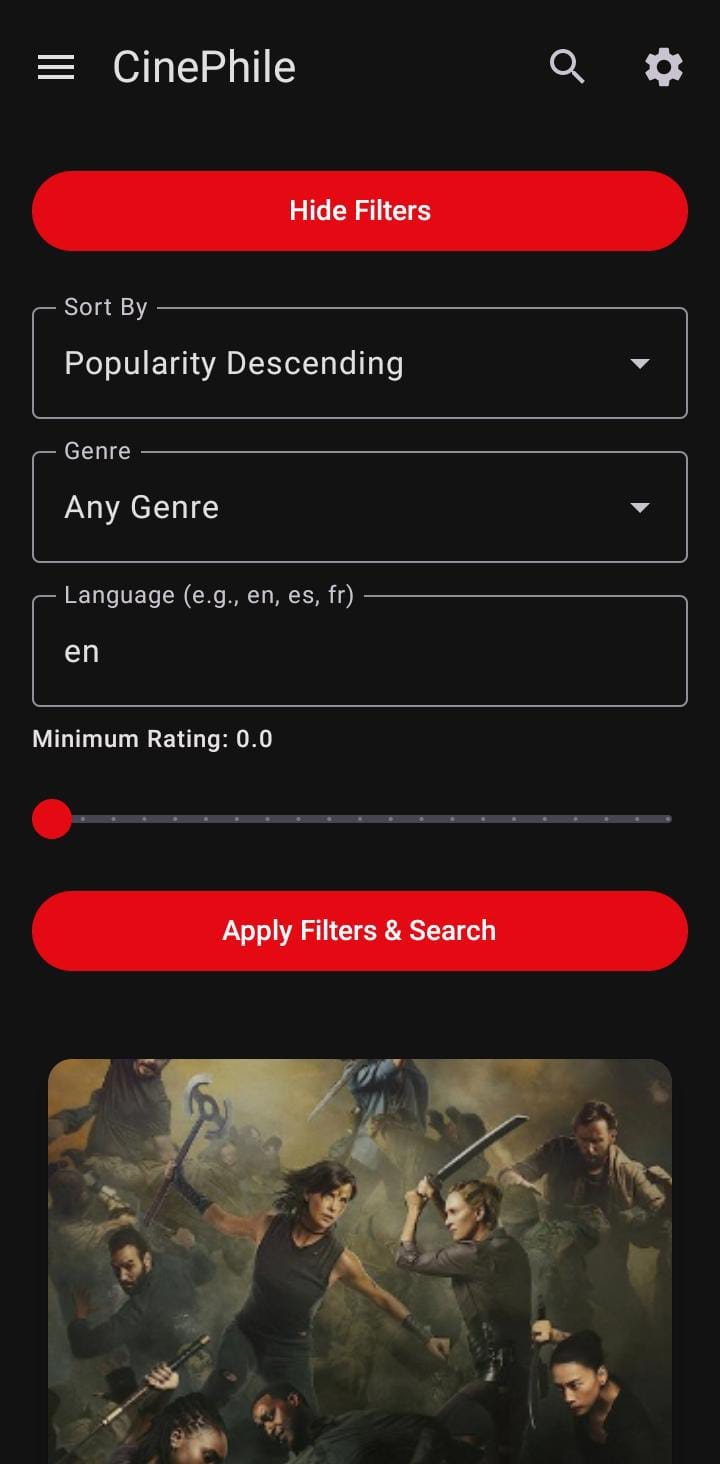 CinePhile
Hide Filters
Sort By
Popularity Descending
Genre
Any Genre
Language (e.g., en, es, fr)
en
Minimum Rating: 0.0
Apply Filters & Search